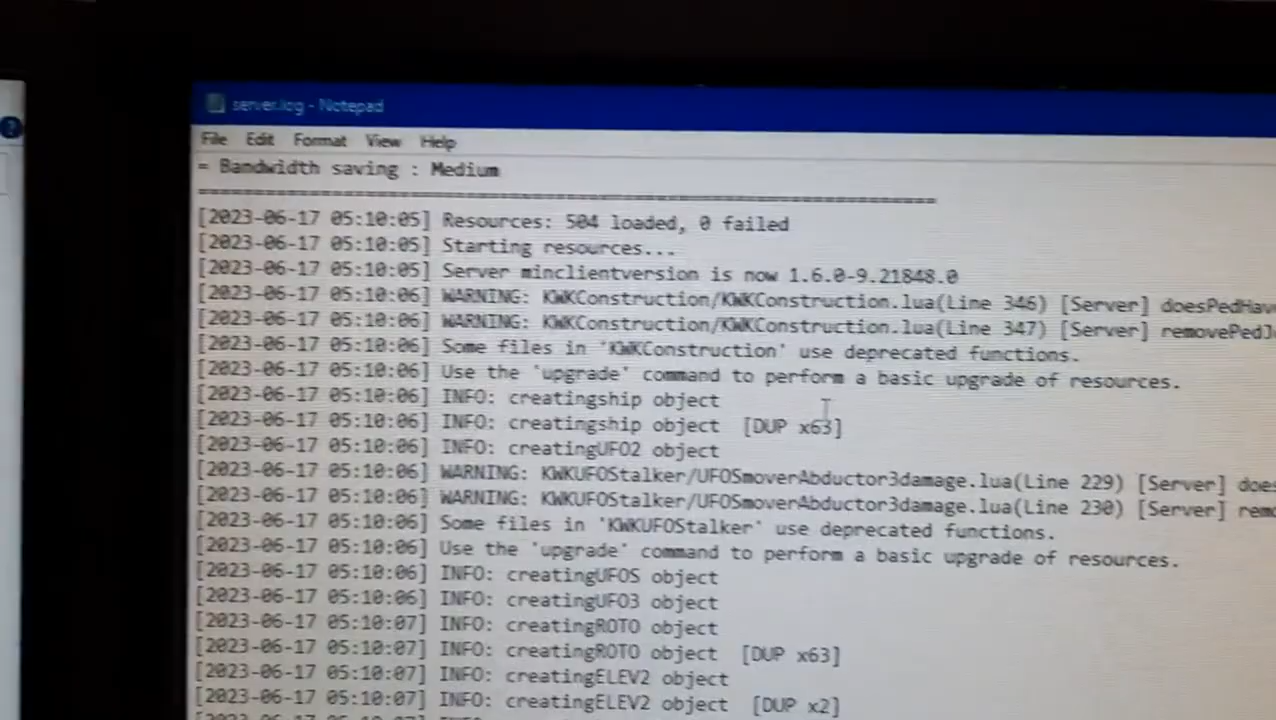 server.log - Notepad
File Edit Format View Help
= Bandwidth saving : Medium
==================================================================
[2023-06-17 05:10:05] Resources: 504 loaded, 0 failed
[2023-06-17 05:10:05] Starting resources...
[2023-06-17 05:10:05] Server minclientversion is now 1.6.0-9.21848.0
[2023-06-17 05:10:06] WARNING: KWKConstruction/KWKConstruction.lua(Line 346) [Server] doesPedHav
[2023-06-17 05:10:06] WARNING: KWKConstruction/KWKConstruction.lua(Line 347) [Server] removePedJ
[2023-06-17 05:10:06] Some files in 'KWKConstruction' use deprecated functions.
[2023-06-17 05:10:06] Use the 'upgrade' command to perform a basic upgrade of resources.
[2023-06-17 05:10:06] INFO: creatingship object
[2023-06-17 05:10:06] INFO: creatingship object [DUP x63]
[2023-06-17 05:10:06] INFO: creatingUFO2 object
[2023-06-17 05:10:06] WARNING: KWKUFOStalker/UFOSmoverAbductor3damage.lua(Line 229) [Server] does
[2023-06-17 05:10:06] WARNING: KWKUFOStalker/UFOSmoverAbductor3damage.lua(Line 230) [Server] rem
[2023-06-17 05:10:06] Some files in 'KWKUFOStalker' use deprecated functions.
[2023-06-17 05:10:06] Use the 'upgrade' command to perform a basic upgrade of resources.
[2023-06-17 05:10:06] INFO: creatingUFOS object
[2023-06-17 05:10:06] INFO: creatingUFO3 object
[2023-06-17 05:10:07] INFO: creatingROTO object
[2023-06-17 05:10:07] INFO: creatingROTO object [DUP x63]
[2023-06-17 05:10:07] INFO: creatingELEV2 object
[2023-06-17 05:10:07] INFO: creatingELEV2 object [DUP x2]